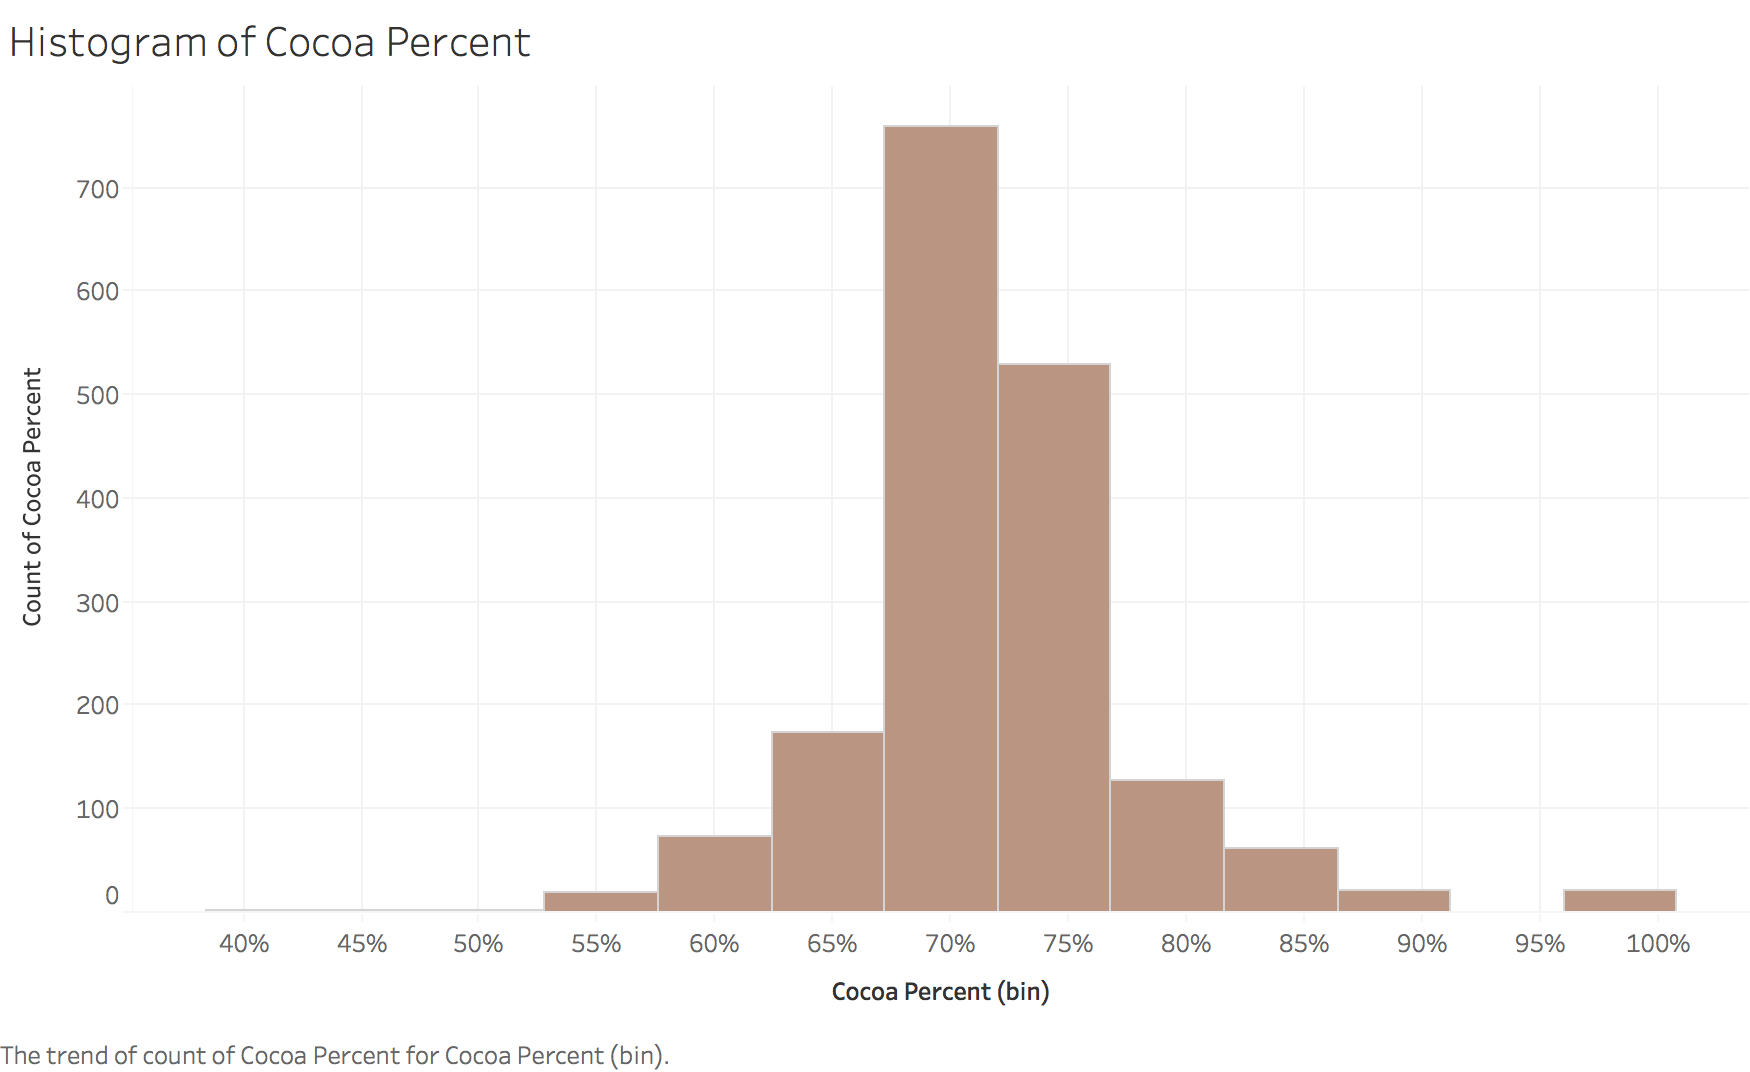 Histogram of Cocoa Percent
700
600
500
400
300
200
100
0
Count of Cocoa Percent
40% 45% 50% 55% 60% 65% 70% 75% 80% 85% 90% 95% 100%
Cocoa Percent (bin)
The trend of count of Cocoa Percent for Cocoa Percent (bin).